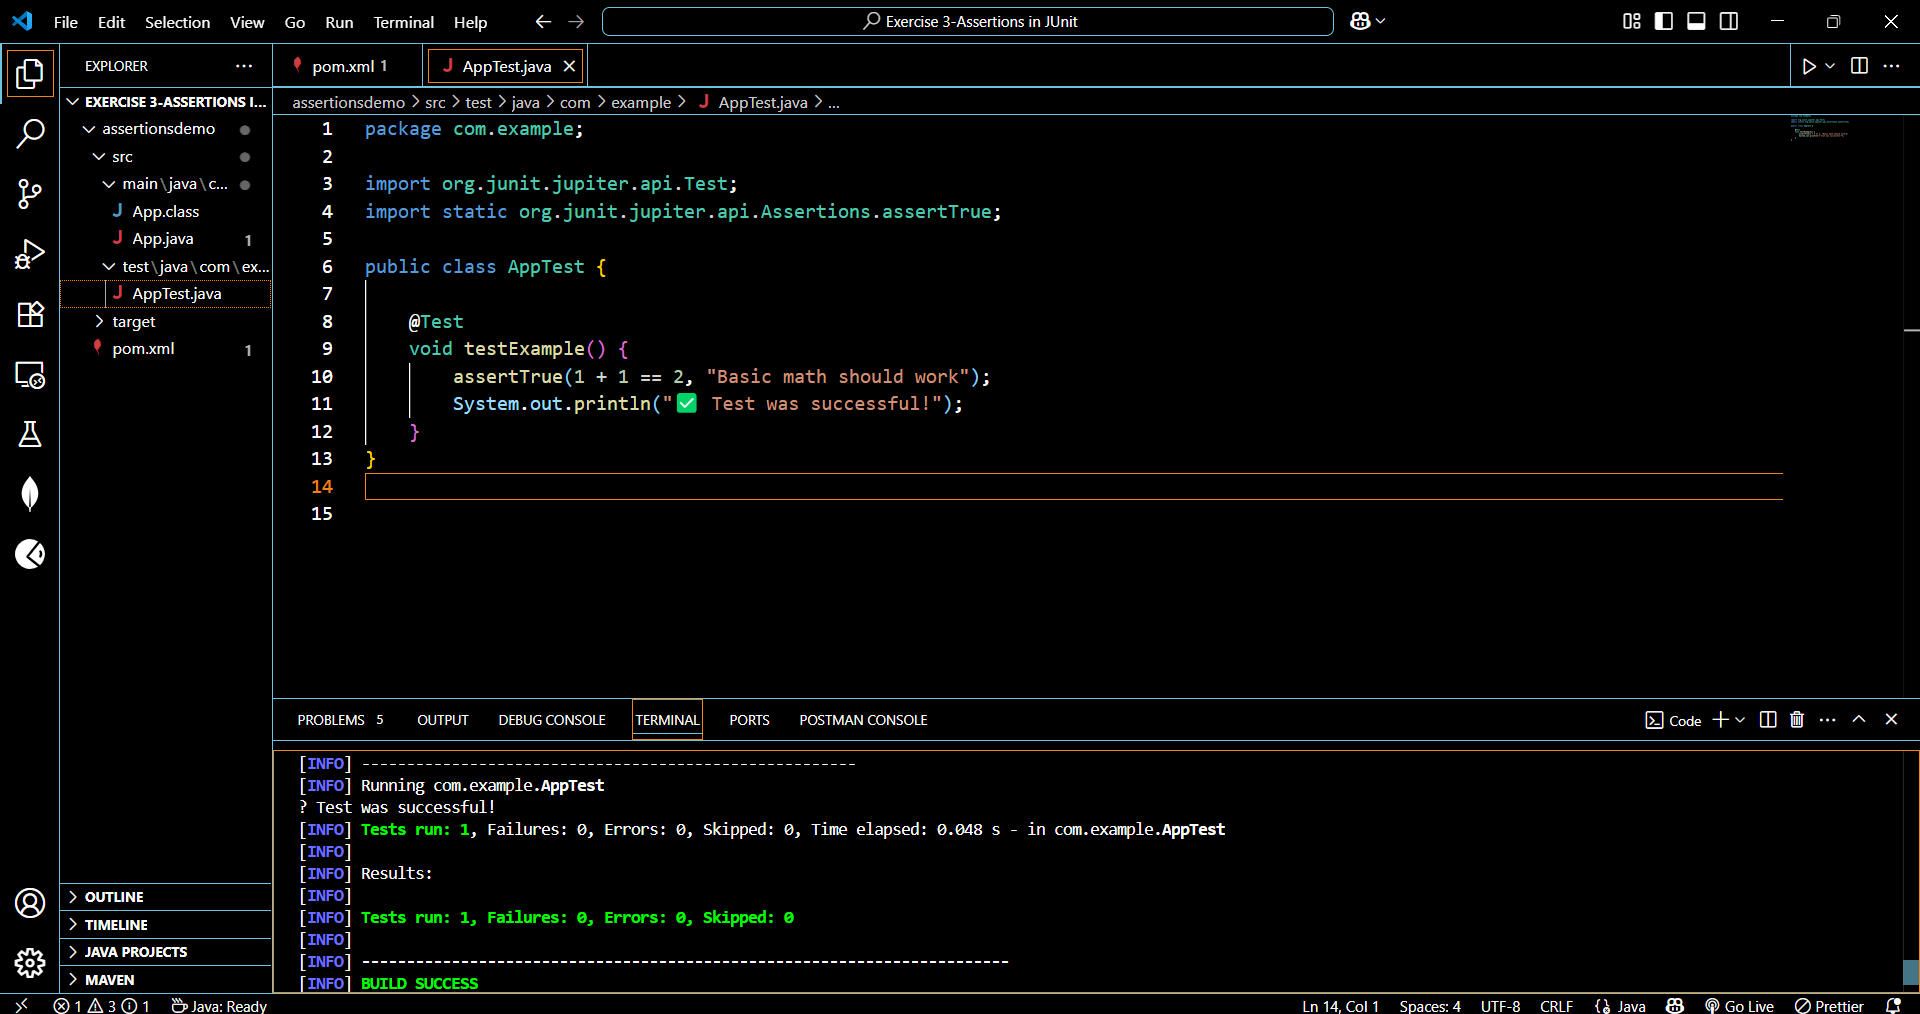 File Edit Selection View Go Run Terminal Help
Exercise 3-Assertions in JUnit
EXPLORER
EXERCISE 3-ASSERTIONS I...
assertionsdemo
src
main\java\c...
App.class
App.java 1
test\java\com\ex...
AppTest.java
target
pom.xml 1
OUTLINE
TIMELINE
JAVA PROJECTS
MAVEN
pom.xml 1
AppTest.java
assertionsdemo > src > test > java > com > example > AppTest.java > ...
1 package com.example;
2
3 import org.junit.jupiter.api.Test;
4 import static org.junit.jupiter.api.Assertions.assertTrue;
5
6 public class AppTest {
7
8 @Test
9 void testExample() {
10 assertTrue(1 + 1 == 2, "Basic math should work");
11 System.out.println("✅ Test was successful!");
12 }
13 }
14
15
PROBLEMS 5 OUTPUT DEBUG CONSOLE TERMINAL PORTS POSTMAN CONSOLE
Code
[INFO] -------------------------------------------------------
[INFO] Running com.example.AppTest
? Test was successful!
[INFO] Tests run: 1, Failures: 0, Errors: 0, Skipped: 0, Time elapsed: 0.048 s - in com.example.AppTest
[INFO]
[INFO] Results:
[INFO]
[INFO] Tests run: 1, Failures: 0, Errors: 0, Skipped: 0
[INFO]
[INFO] ------------------------------------------------------------------------
[INFO] BUILD SUCCESS
1 3 1 Java: Ready
Ln 14, Col 1 Spaces: 4 UTF-8 CRLF Java Go Live Prettier